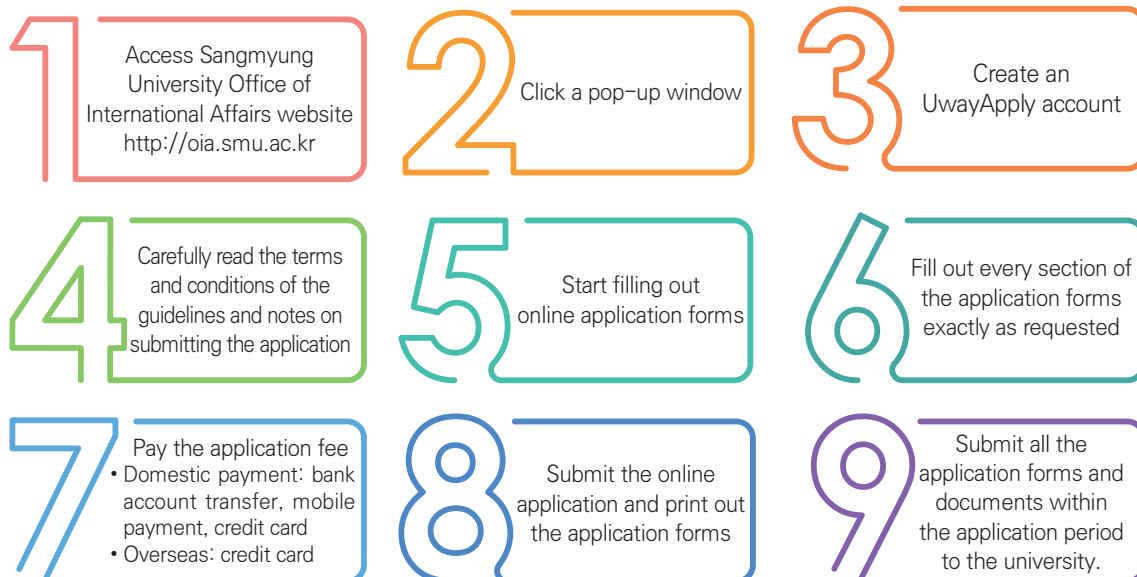 1
Access Sangmyung
University Office of
International Affairs website
http://oia.smu.ac.kr
2
Click a pop-up window
3
Create an
UwayApply account
4
Carefully read the terms
and conditions of the
guidelines and notes on
submitting the application
5
Start filling out
online application forms
6
Fill out every section of
the application forms
exactly as requested
7
Pay the application fee
• Domestic payment: bank
account transfer, mobile
payment, credit card
• Overseas: credit card
8
Submit the online
application and print out
the application forms
9
Submit all the
application forms and
documents within
the application period
to the university.